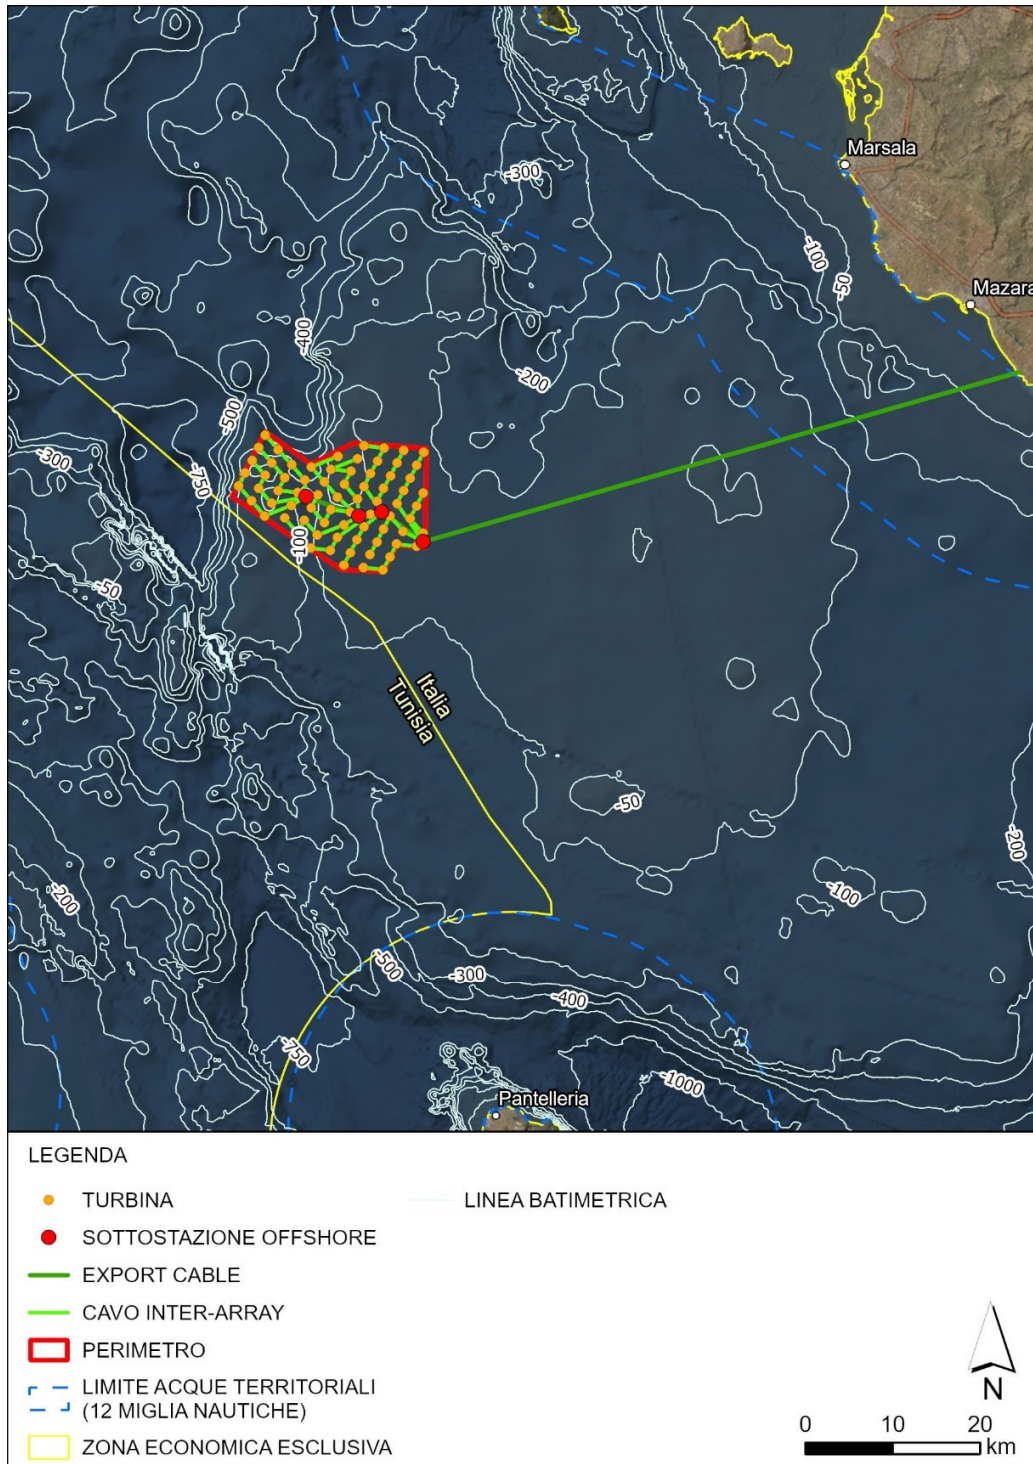 Marsala
-300
-100
-50
Mazara
-400
-200
-500
-300
-750
-100
-50
Italia
Tunisia
-50
-200
-100
-200
-500
-300
-400
-750
-1000
Pantelleria
LEGENDA
TURBINA
LINEA BATIMETRICA
SOTTOSTAZIONE OFFSHORE
EXPORT CABLE
CAVO INTER-ARRAY
PERIMETRO
LIMITE ACQUE TERRITORIALI
(12 MIGLIA NAUTICHE)
ZONA ECONOMICA ESCLUSIVA
N
0 10 20
km